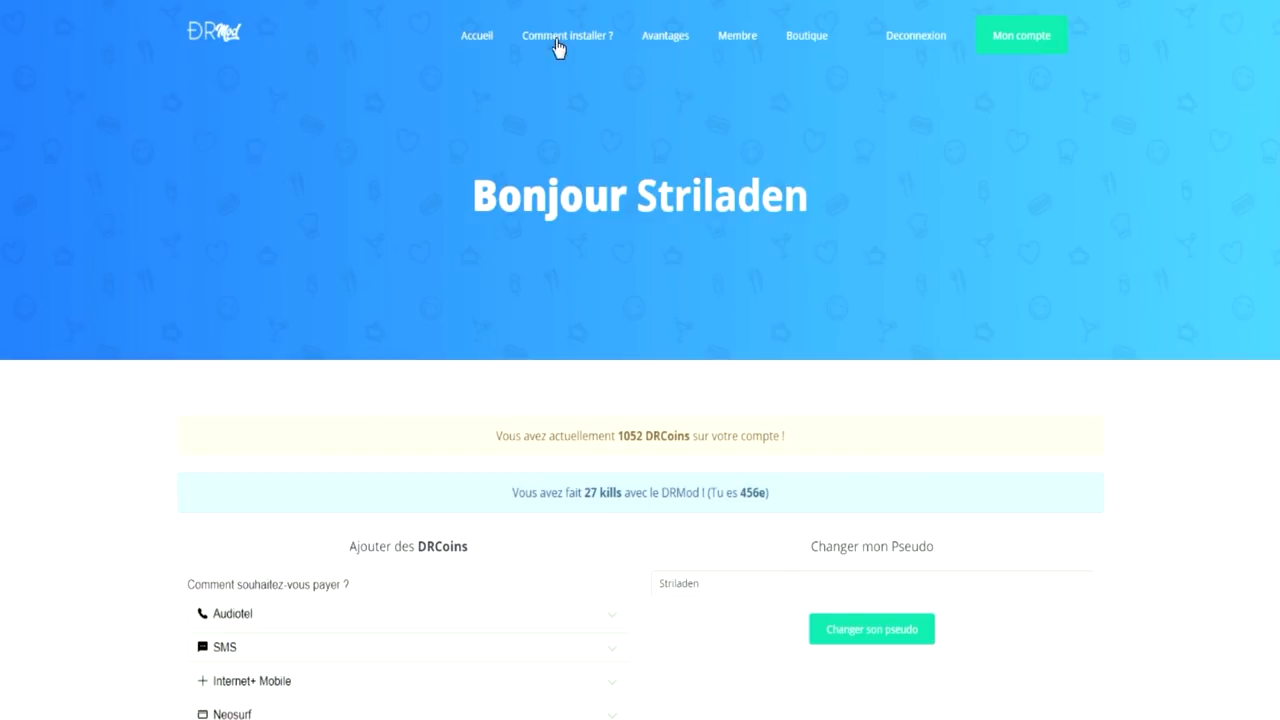 DRMod
Accueil Comment installer ? Avantages Membre Boutique Deconnexion Mon compte
Bonjour Striladen
Vous avez actuellement 1052 DRCoins sur votre compte !
Vous avez fait 27 kills avec le DRMod ! (Tu es 456e)
Ajouter des DRCoins
Comment souhaitez-vous payer ?
Audiotel
SMS
Internet+ Mobile
Neosurf
Changer mon Pseudo
Striladen
Changer son pseudo